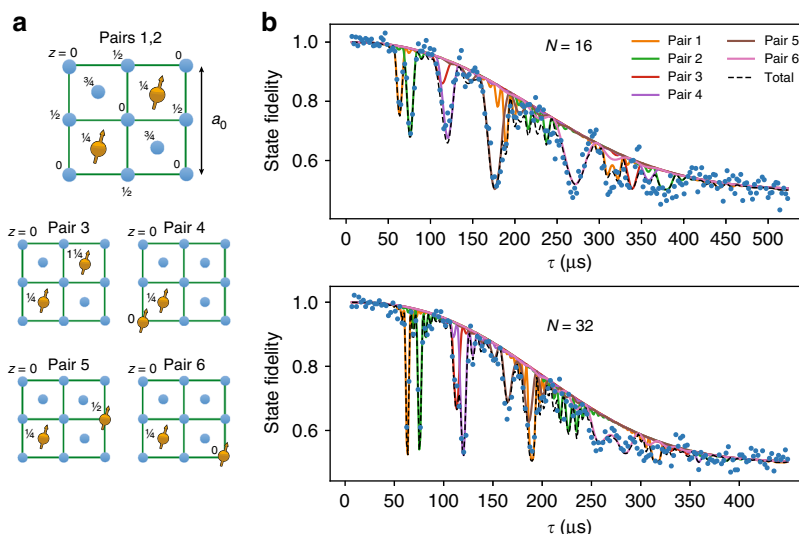 a
Pairs 1,2
z = 0 ½ 0
¾ ¼
½ 0 ½
a₀
¼ ¾
0 ½ 0
Pair 3
z = 0
1¼
¼
Pair 4
z = 0
¼
0
Pair 5
z = 0
½
¼
Pair 6
z = 0
¼
0
b
N = 16
Pair 1
Pair 2
Pair 3
Pair 4
Pair 5
Pair 6
Total
State fidelity
1.0
0.8
0.6
0 50 100 150 200 250 300 350 400 450 500
τ (μs)
N = 32
State fidelity
1.0
0.8
0.6
0 50 100 150 200 250 300 350 400
τ (μs)